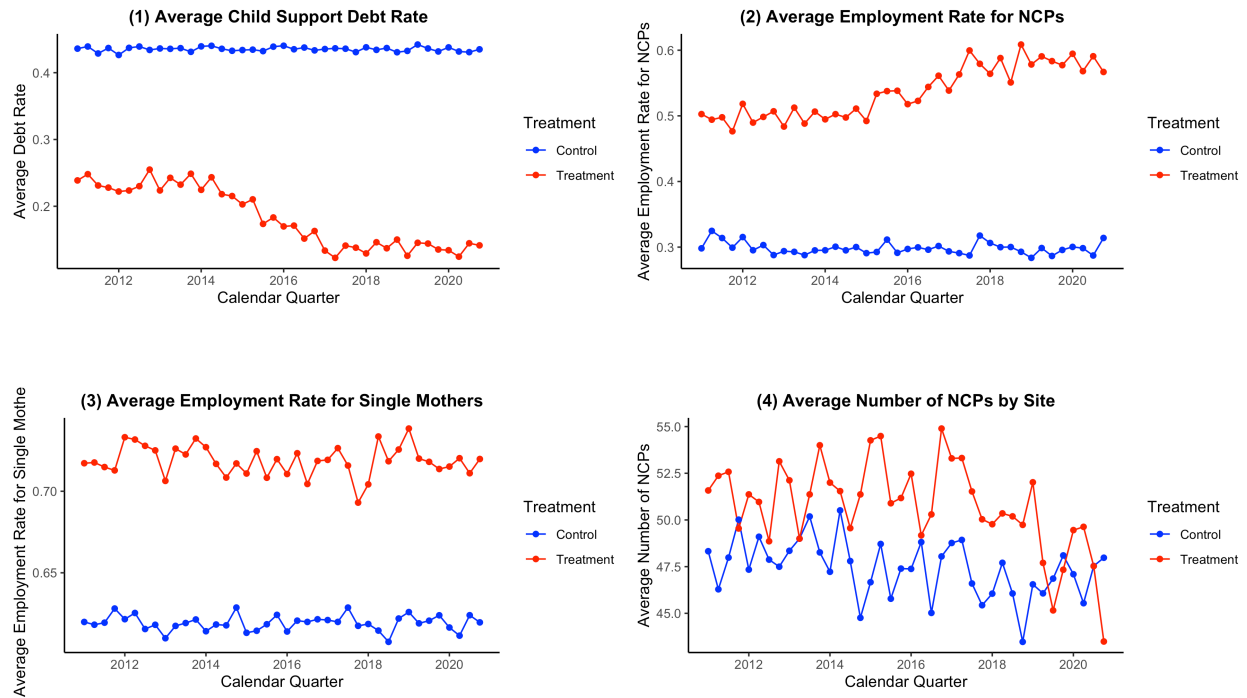 (1) Average Child Support Debt Rate
Average Debt Rate
0.4
0.3
0.2
2012 2014 2016 2018 2020
Calendar Quarter
Treatment
Control
Treatment
(2) Average Employment Rate for NCPs
Average Employment Rate for NCPs
0.6
0.5
0.4
0.3
2012 2014 2016 2018 2020
Calendar Quarter
Treatment
Control
Treatment
(3) Average Employment Rate for Single Mothers
Average Employment Rate for Single Mothe
0.70
0.65
2012 2014 2016 2018 2020
Calendar Quarter
Treatment
Control
Treatment
(4) Average Number of NCPs by Site
Average Number of NCPs
55.0
52.5
50.0
47.5
45.0
2012 2014 2016 2018 2020
Calendar Quarter
Treatment
Control
Treatment